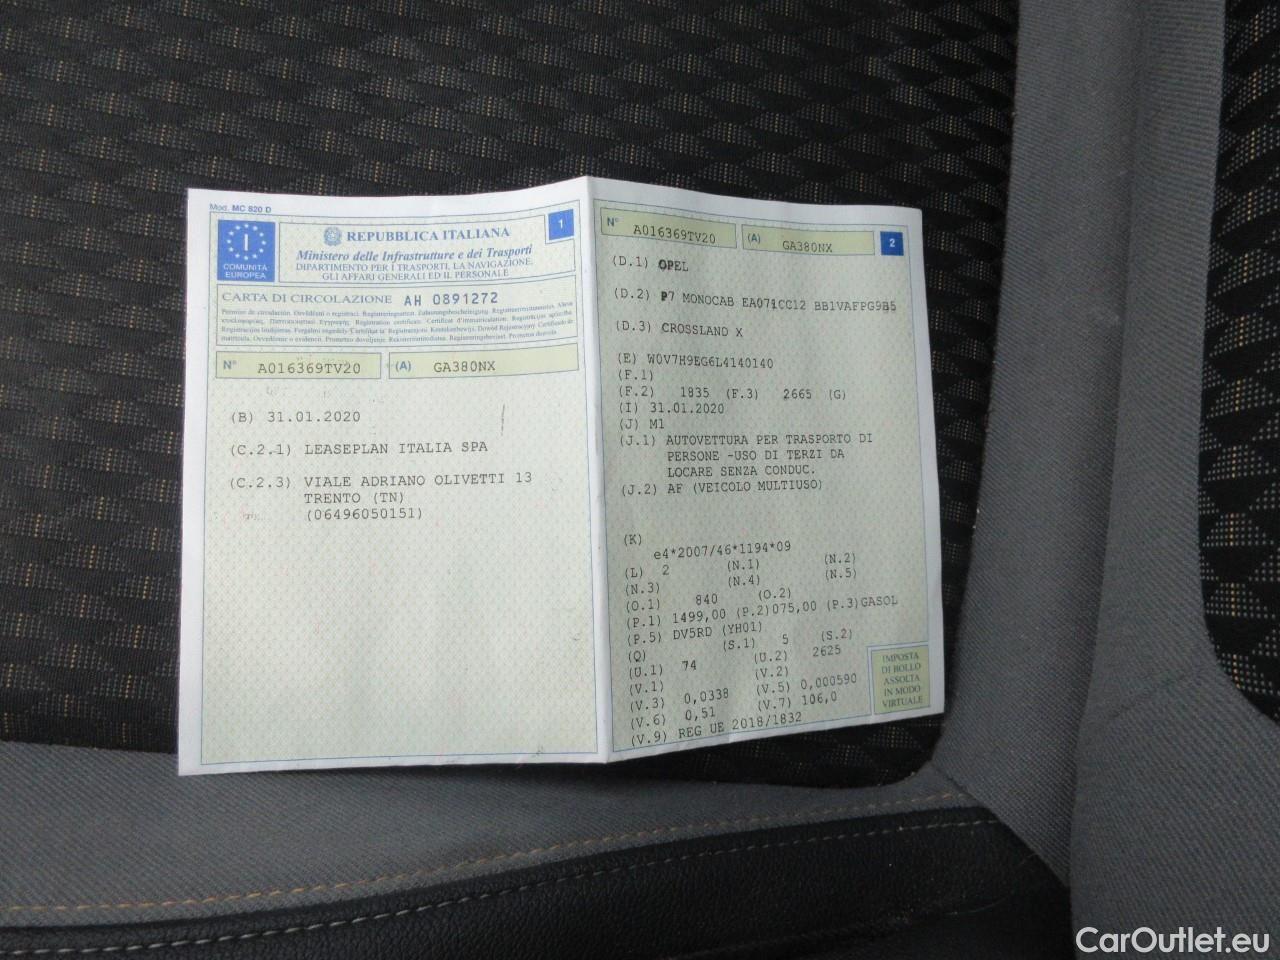 Mod. MC 820 D
I
COMUNITÀ
EUROPEA
REPUBBLICA ITALIANA
Ministero delle Infrastrutture e dei Trasporti
DIPARTIMENTO PER I TRASPORTI, LA NAVIGAZIONE,
GLI AFFARI GENERALI ED IL PERSONALE
1
CARTA DI CIRCOLAZIONE AH 0891272
N° A016369TV20 (A) GA380NX
(B) 31.01.2020
(C.2.1) LEASEPLAN ITALIA SPA
(C.2.3) VIALE ADRIANO OLIVETTI 13
TRENTO (TN)
(06496050151)
N° A016369TV20 (A) GA380NX
2
(D.1) OPEL
(D.2) P7 MONOCAB EA071CC12 BB1VAFPG9B5
(D.3) CROSSLAND X
(E) W0V7H9EG6L4140140
(F.1)
(F.2) 1835 (F.3) 2665 (G)
(I) 31.01.2020
(J) M1
(J.1) AUTOVETTURA PER TRASPORTO DI
PERSONE -USO DI TERZI DA
LOCARE SENZA CONDUC.
(J.2) AF (VEICOLO MULTIUSO)
(K)
e4*2007/46*1194*09
(L) 2 (N.1) (N.2)
(N.3) (N.4) (N.5)
(O.1) 840 (O.2)
(P.1) 1499,00 (P.2)075,00 (P.3)GASOL
(P.5) DV5RD (YH01)
(Q) (S.1) 5 (S.2)
(U.1) 74 (U.2) 2625
(V.1) (V.2)
(V.3) 0,0338 (V.5) 0,000590
(V.6) 0,51 (V.7) 106,0
(V.9) REG UE 2018/1832
IMPOSTA
DI BOLLO
ASSOLTA
IN MODO
VIRTUALE
CarOutlet.eu